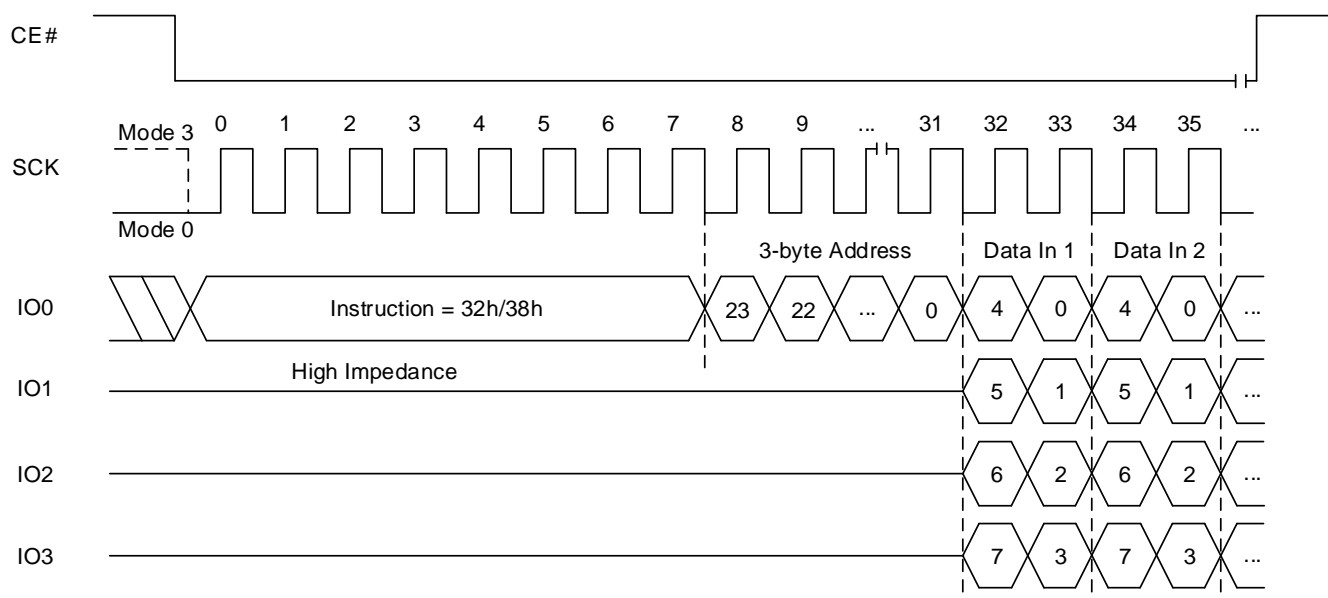 CE#
Mode 3 0 1 2 3 4 5 6 7 8 9 ... 31 32 33 34 35 ...
SCK
Mode 0
3-byte Address Data In 1 Data In 2
IO0 Instruction = 32h/38h 23 22 ... 0 4 0 4 0 ...
High Impedance
IO1 5 1 5 1 ...
IO2 6 2 6 2 ...
IO3 7 3 7 3 ...